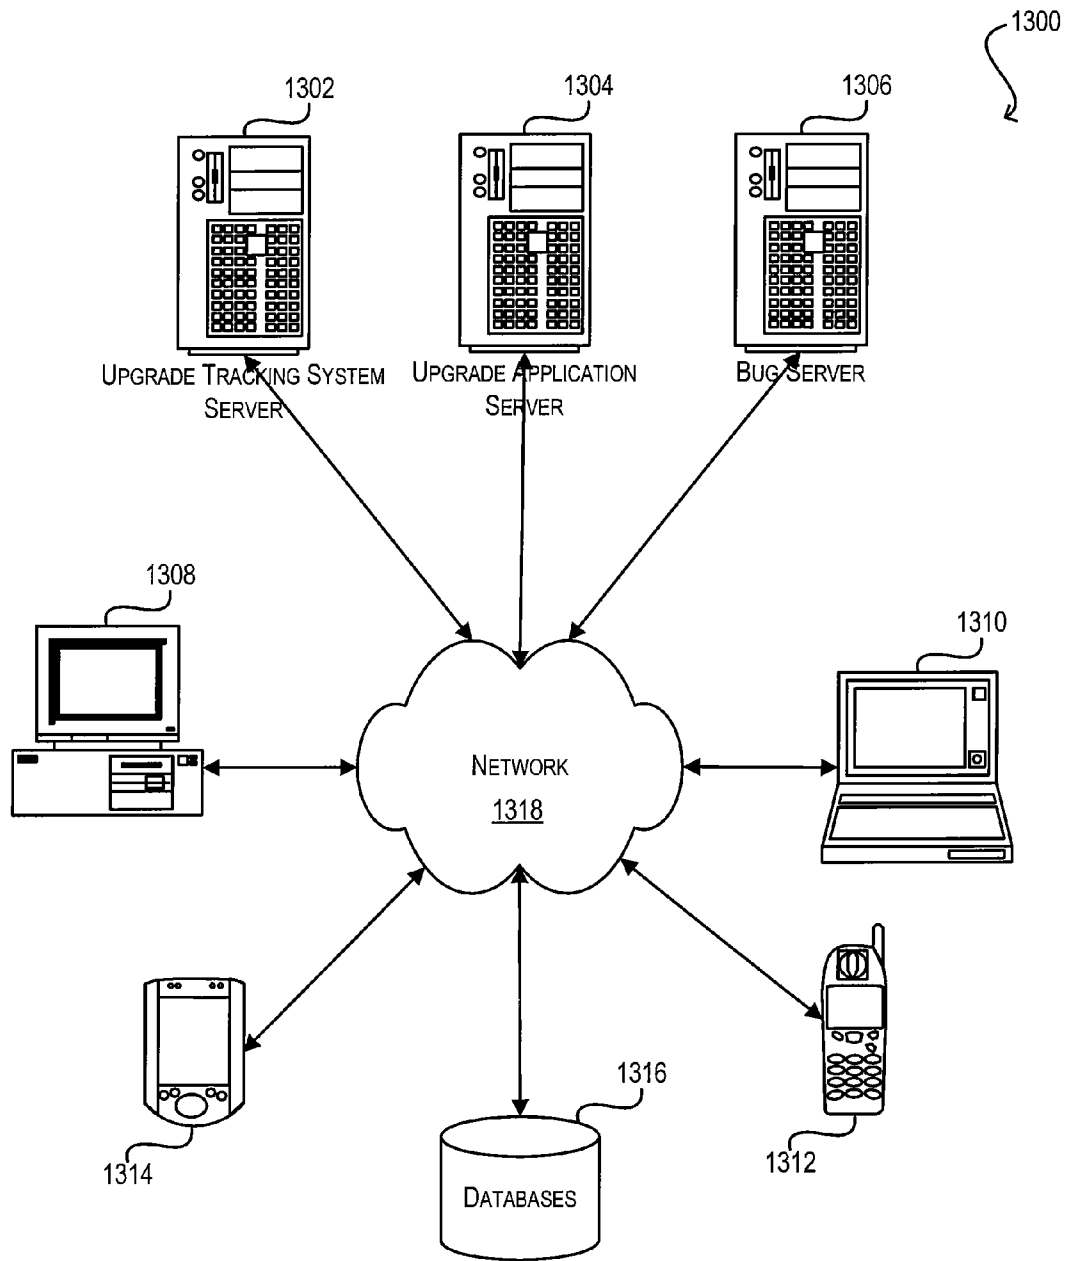 1300
1302
1304
1306
UPGRADE TRACKING SYSTEM
SERVER
UPGRADE APPLICATION
SERVER
BUG SERVER
1308
1310
NETWORK
1318
1316
1314
1312
DATABASES